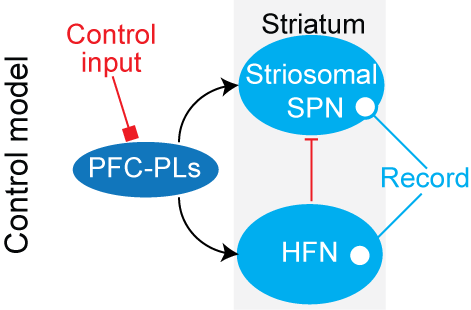 Control model
Control
input
PFC-PLs
Striatum
Striosomal
SPN
HFN
Record